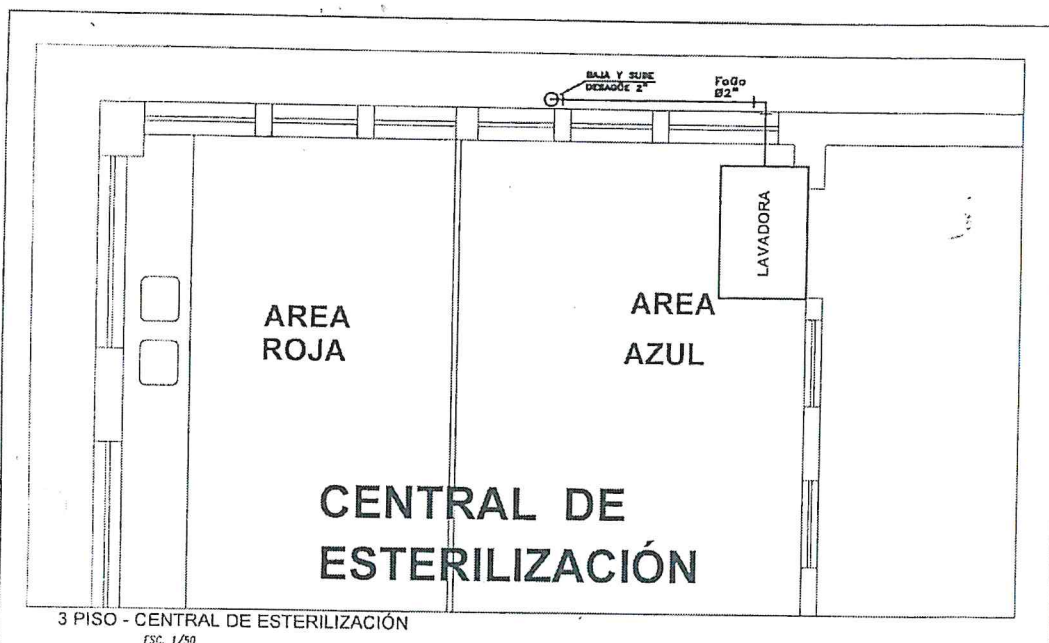 BAJA Y SUBE
DESAGÜE 2"
FoGo
Ø2"
LAVADORA
AREA
ROJA
AREA
AZUL
CENTRAL DE
ESTERILIZACIÓN
3 PISO - CENTRAL DE ESTERILIZACIÓN
ESC. 1/50